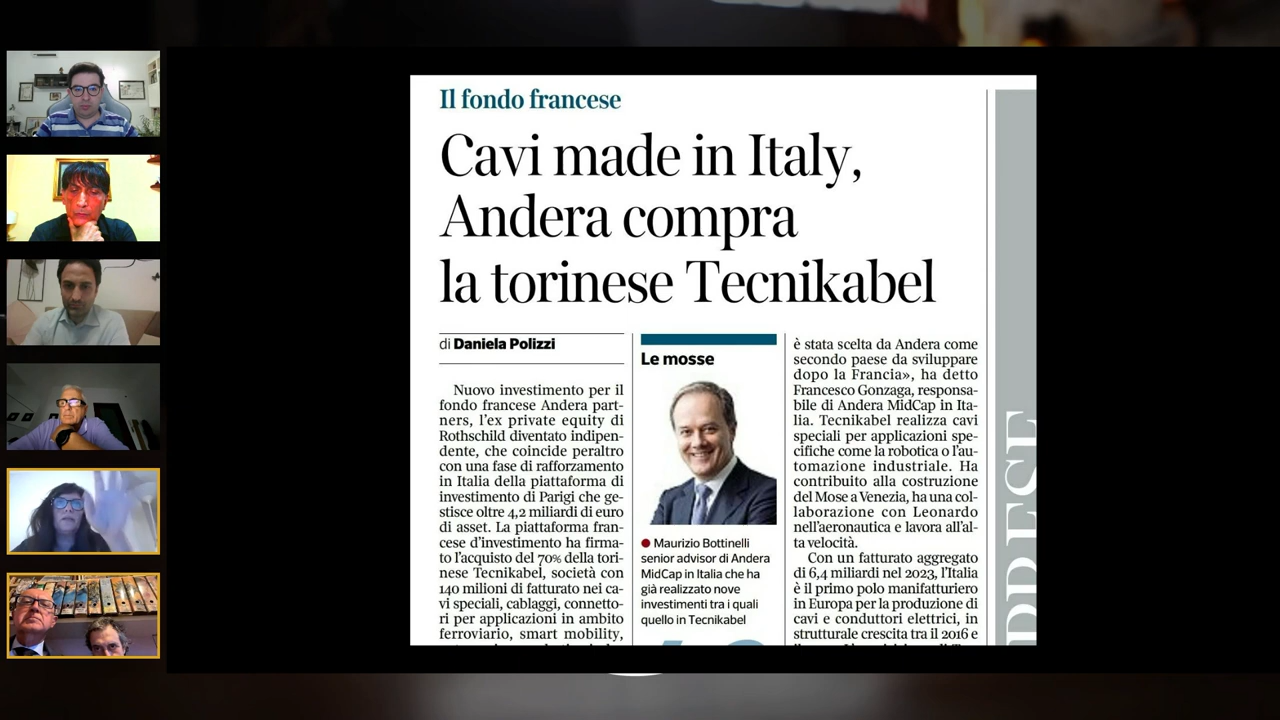 Il fondo francese
Cavi made in Italy,
Andera compra
la torinese Tecnikabel
di Daniela Polizzi
Nuovo investimento per il
fondo francese Andera part-
ners, l'ex private equity di
Rothschild diventato indipen-
dente, che coincide peraltro
con una fase di rafforzamento
in Italia della piattaforma di
investimento di Parigi che ge-
stisce oltre 4,2 miliardi di euro
di asset. La piattaforma fran-
cese d'investimento ha firma-
to l'acquisto del 70% della tori-
nese Tecnikabel, società con
140 milioni di fatturato nei ca-
vi speciali, cablaggi, connetto-
ri per applicazioni in ambito
ferroviario, smart mobility,
Le mosse
● Maurizio Bottinelli
senior advisor di Andera
MidCap in Italia che ha
già realizzato nove
investimenti tra i quali
quello in Tecnikabel
è stata scelta da Andera come
secondo paese da sviluppare
dopo la Francia», ha detto
Francesco Gonzaga, responsa-
bile di Andera MidCap in Ita-
lia. Tecnikabel realizza cavi
speciali per applicazioni spe-
cifiche come la robotica o l'au-
tomazione industriale. Ha
contribuito alla costruzione
del Mose a Venezia, ha una col-
laborazione con Leonardo
nell'aeronautica e lavora all'al-
ta velocità.
Con un fatturato aggregato
di 6,4 miliardi nel 2023, l'Italia
è il primo polo manifatturiero
in Europa per la produzione di
cavi e conduttori elettrici, in
strutturale crescita tra il 2016 e